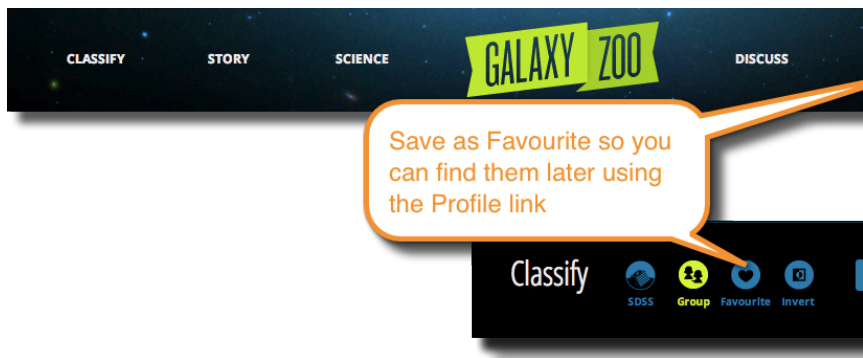 CLASSIFY STORY SCIENCE GALAXY ZOO DISCUSS
Save as Favourite so you
can find them later using
the Profile link
Classify
SDSS Group Favourite Invert